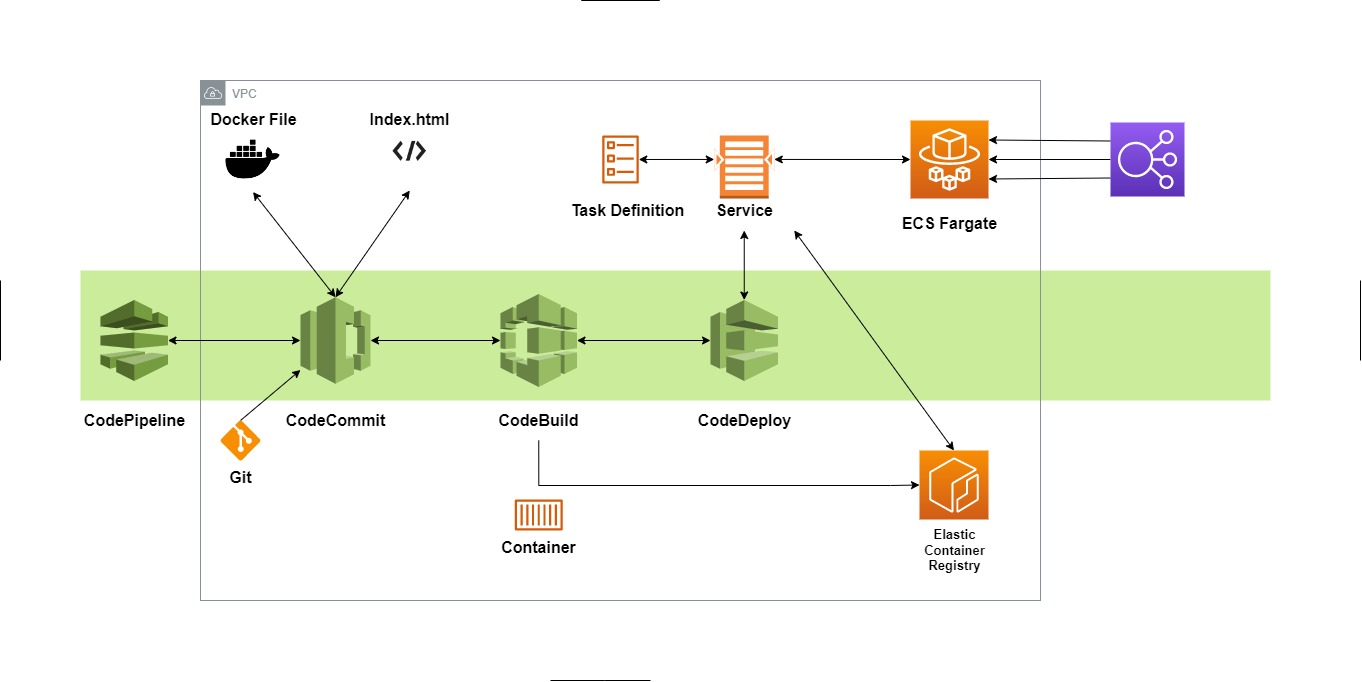 VPC
Docker File
Index.html
Task Definition
Service
ECS Fargate
CodePipeline
CodeCommit
CodeBuild
CodeDeploy
Git
Container
Elastic
Container
Registry